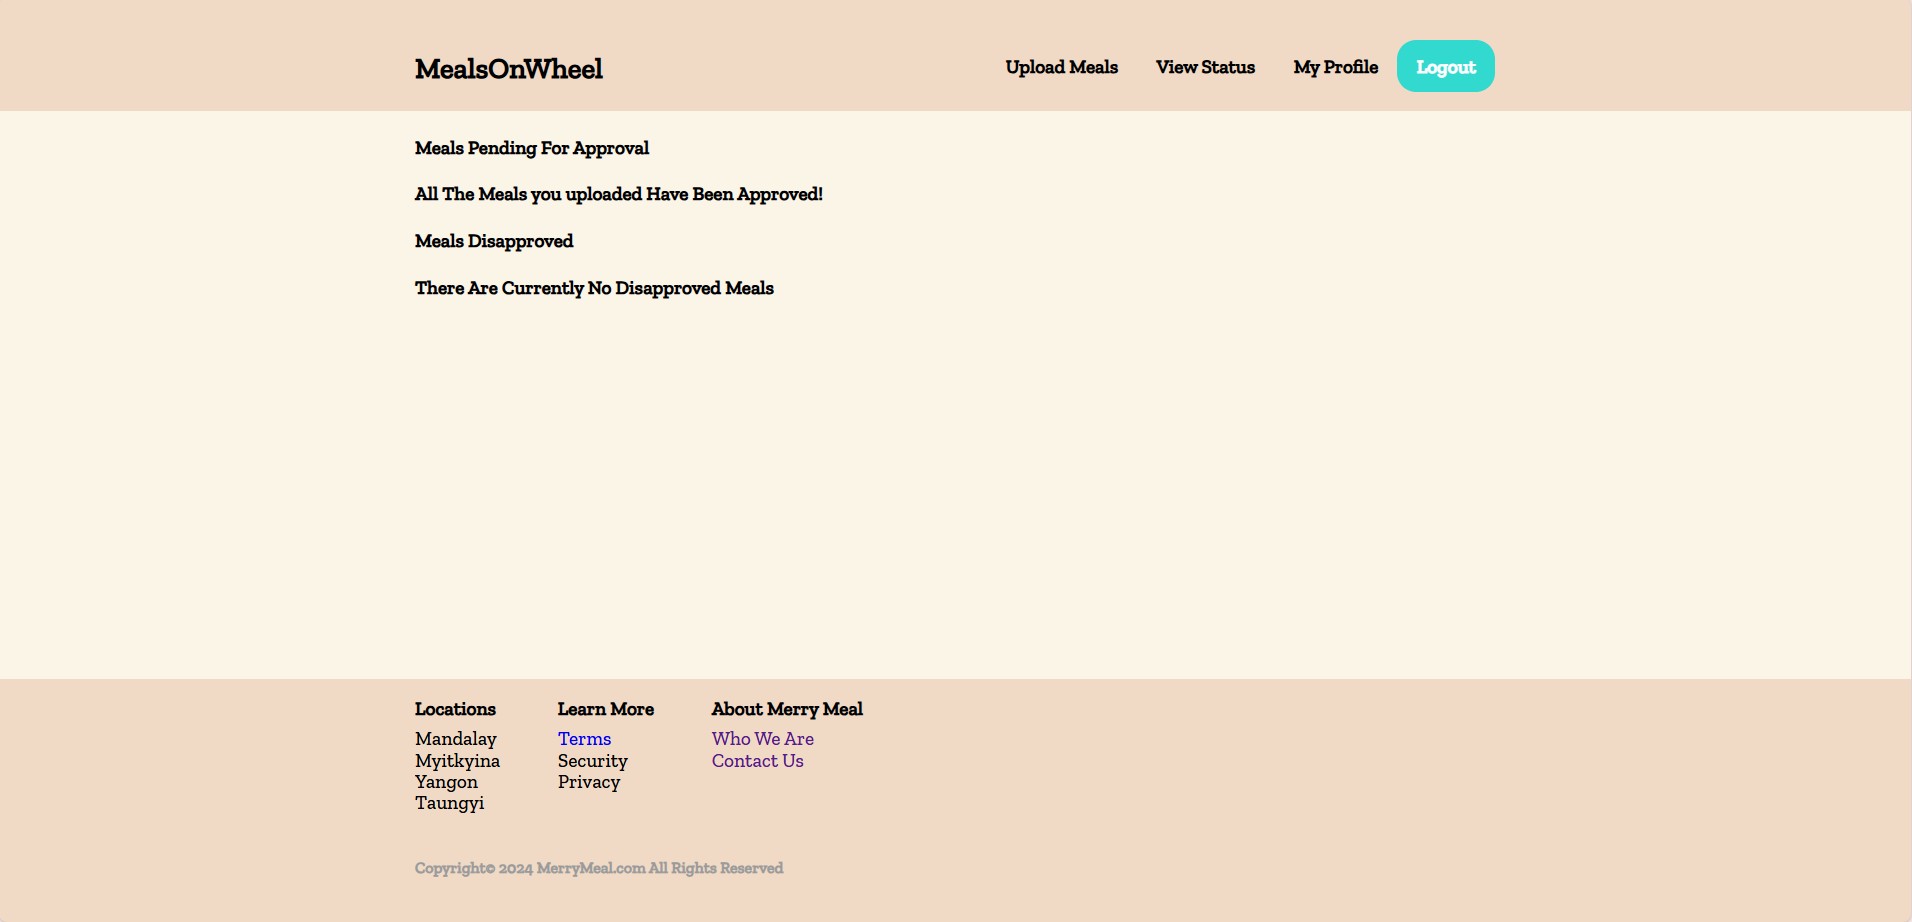 MealsOnWheel
Upload Meals
View Status
My Profile
Logout
Meals Pending For Approval
All The Meals you uploaded Have Been Approved!
Meals Disapproved
There Are Currently No Disapproved Meals
Locations
Mandalay
Myitkyina
Yangon
Taungyi
Learn More
Terms
Security
Privacy
About Merry Meal
Who We Are
Contact Us
Copyright© 2024 MerryMeal.com All Rights Reserved